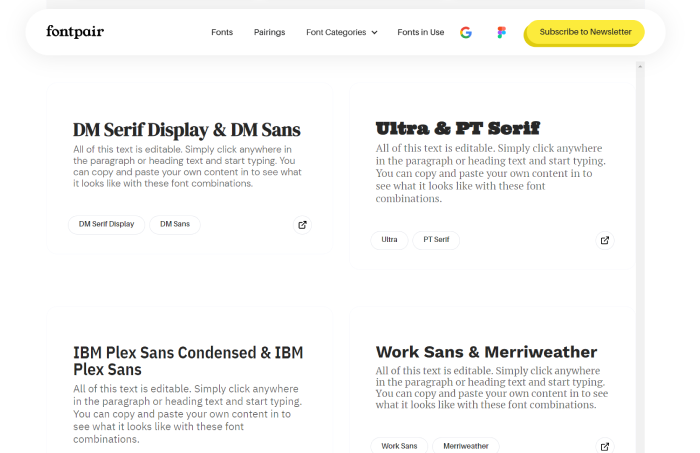 fontpair
Fonts
Pairings
Font Categories
Fonts in Use
Subscribe to Newsletter
DM Serif Display & DM Sans
All of this text is editable. Simply click anywhere in
the paragraph or heading text and start typing. You
can copy and paste your own content in to see what
it looks like with these font combinations.
DM Serif Display
DM Sans
Ultra & PT Serif
All of this text is editable. Simply click anywhere
in the paragraph or heading text and start typing.
You can copy and paste your own content in to
see what it looks like with these font
combinations.
Ultra
PT Serif
IBM Plex Sans Condensed & IBM
Plex Sans
All of this text is editable. Simply click anywhere
in the paragraph or heading text and start typing.
You can copy and paste your own content in to
see what it looks like with these font
combinations.
Work Sans & Merriweather
All of this text is editable. Simply click anywhere
in the paragraph or heading text and start typing.
You can copy and paste your own content in to see
what it looks like with these font combinations.
Work Sans
Merriweather